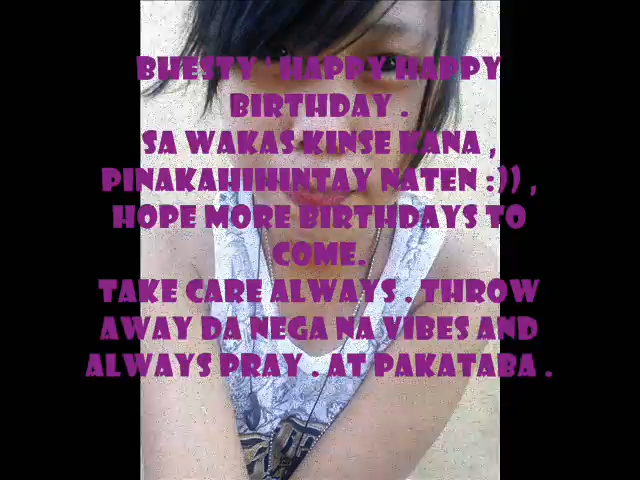 BHESTY ' HAPPY HAPPY
BIRTHDAY .
SA WAKAS KINSE KANA ,
PINAKAHIHINTAY NATEN :)) ,
HOPE MORE BIRTHDAYS TO
COME.
TAKE CARE ALWAYS . THROW
AWAY DA NEGA NA VIBES AND
ALWAYS PRAY . AT PAKATABA .